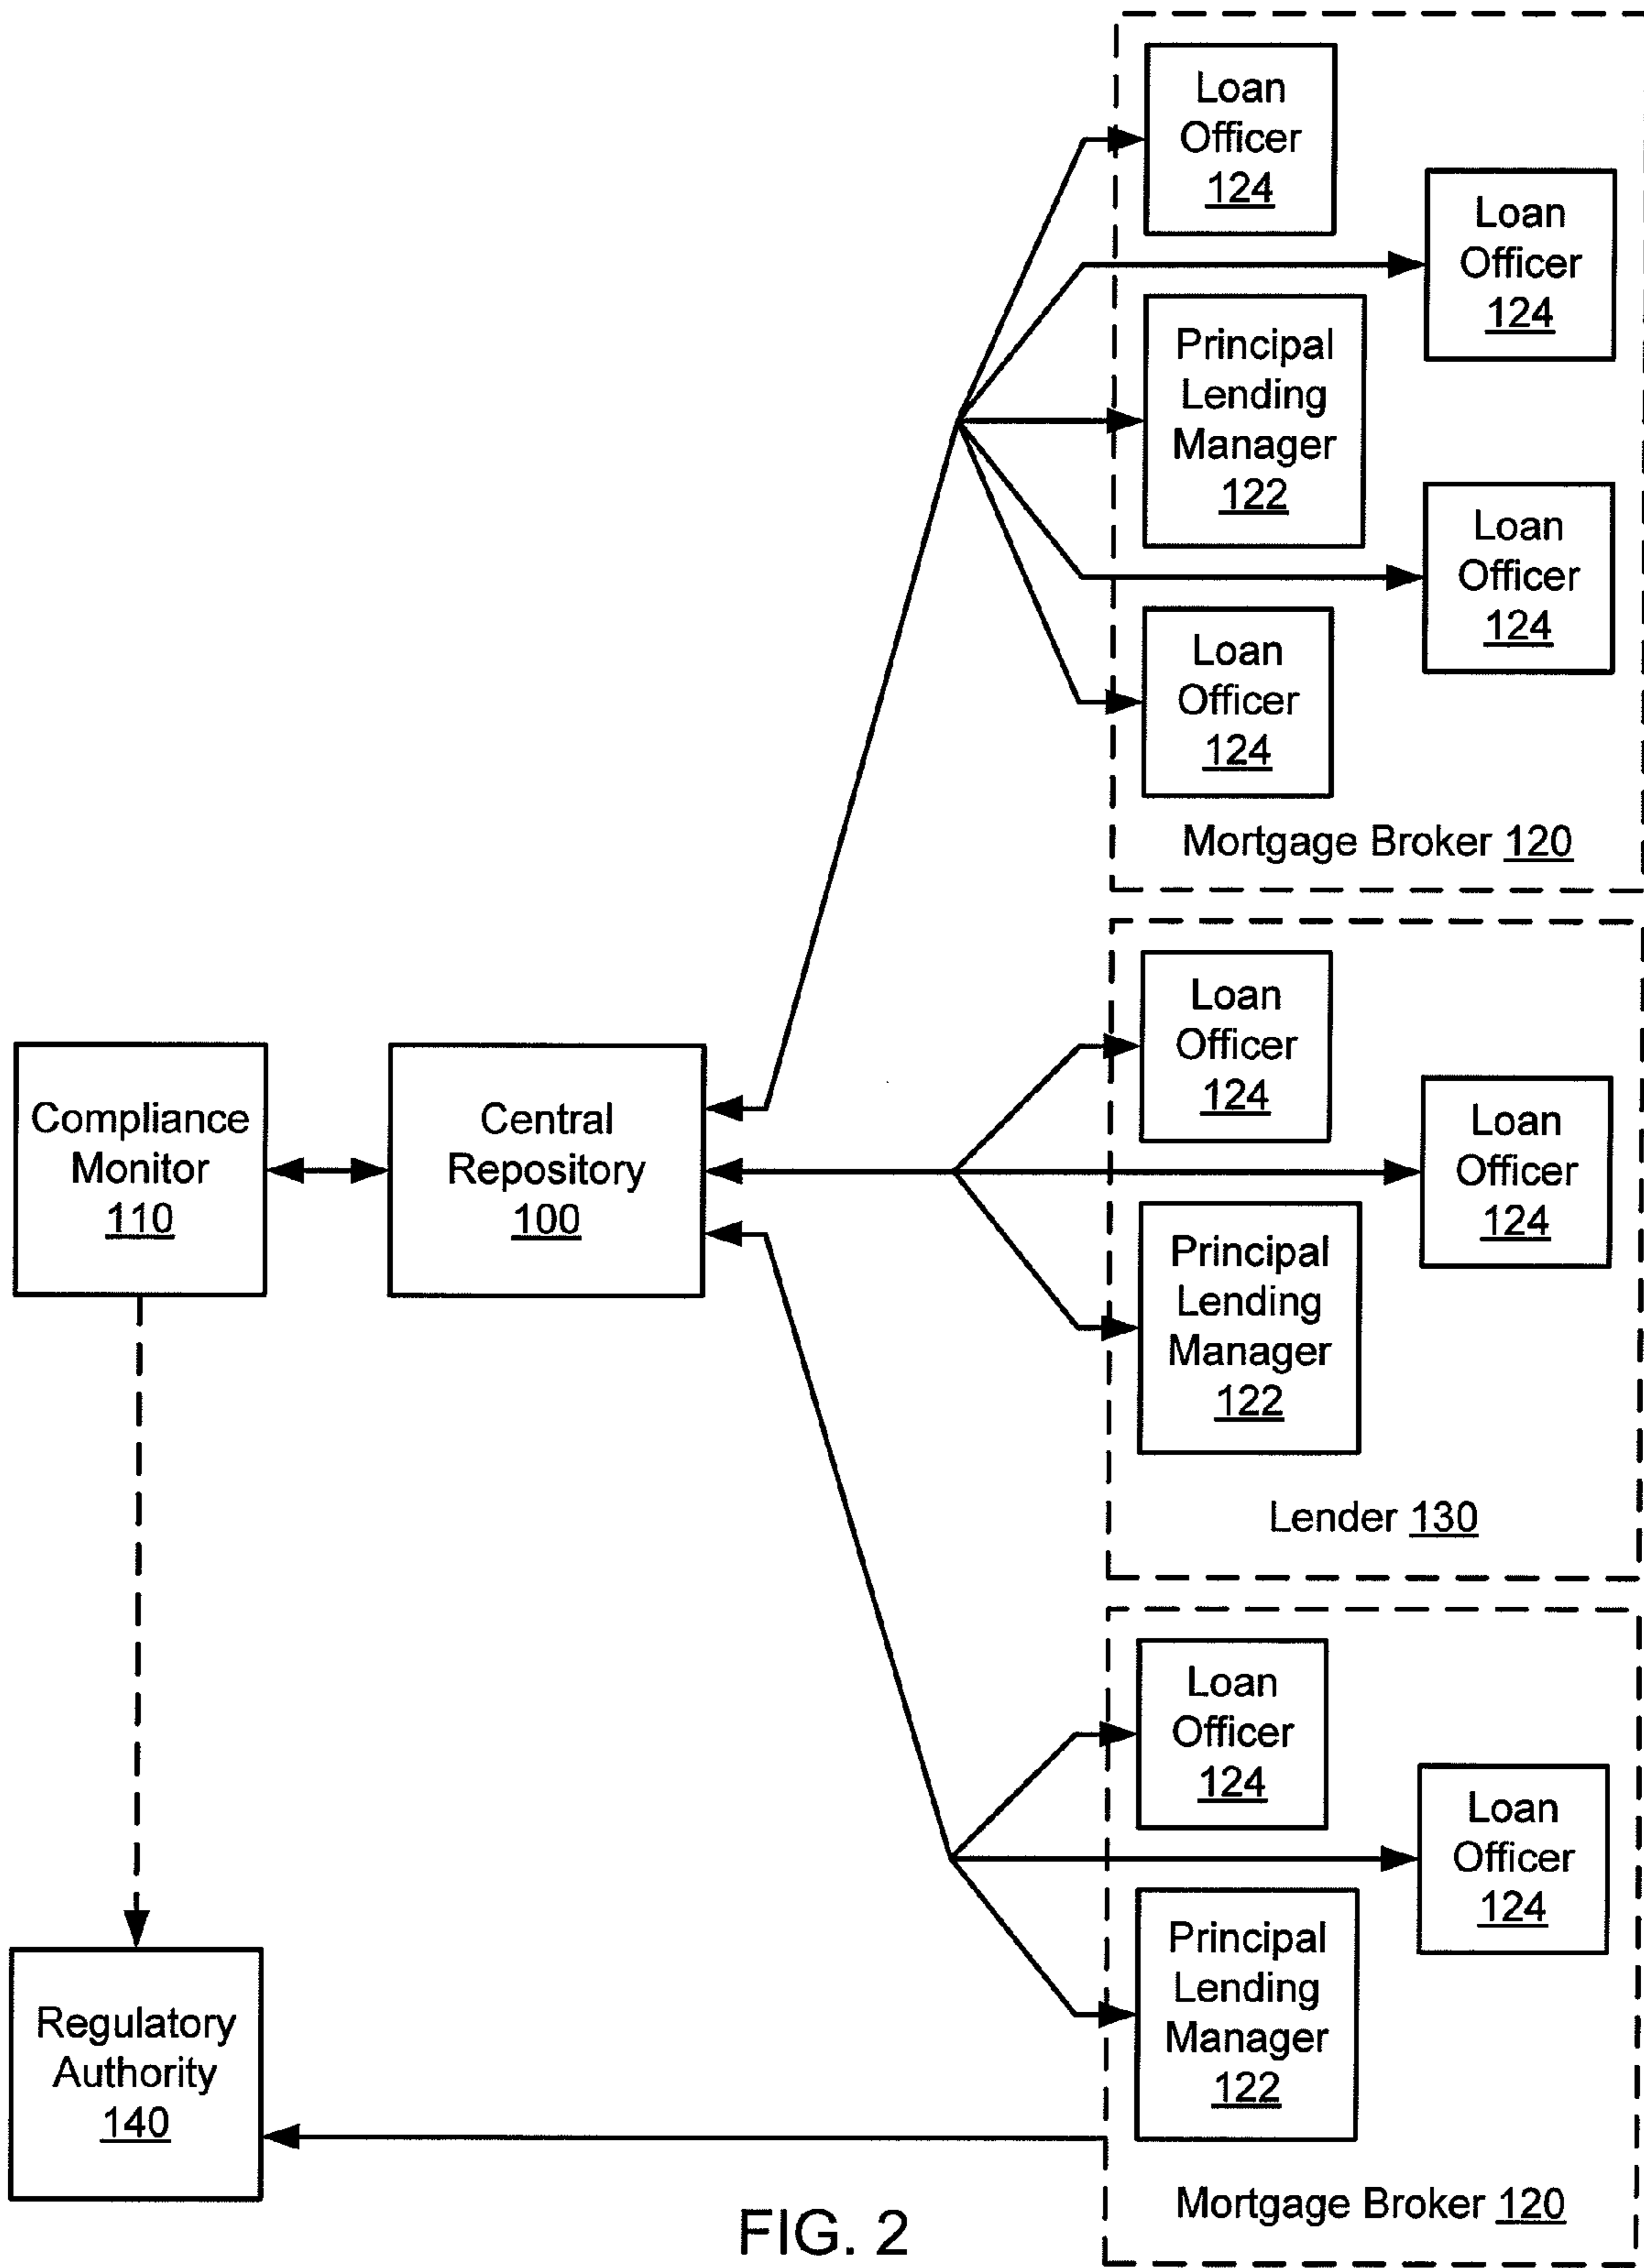 Loan
Officer
124
Loan
Officer
124
Principal
Lending
Manager
122
Loan
Officer
124
Loan
Officer
124
Mortgage Broker 120
Loan
Officer
124
Loan
Officer
124
Principal
Lending
Manager
122
Lender 130
Compliance
Monitor
110
Central
Repository
100
Loan
Officer
124
Loan
Officer
124
Principal
Lending
Manager
122
Mortgage Broker 120
Regulatory
Authority
140
FIG. 2